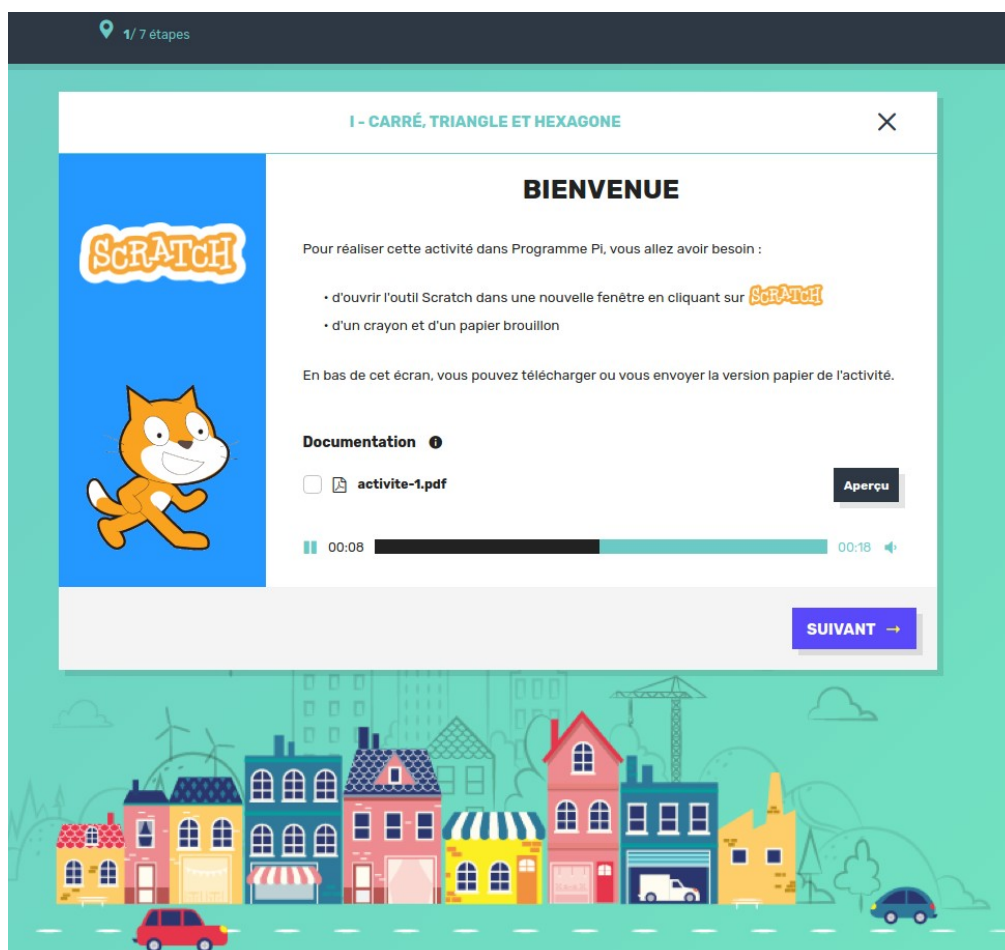 1/ 7 étapes
I - CARRÉ, TRIANGLE ET HEXAGONE
BIENVENUE
SCRATCH
Pour réaliser cette activité dans Programme Pi, vous allez avoir besoin :
• d'ouvrir l'outil Scratch dans une nouvelle fenêtre en cliquant sur SCRATCH
• d'un crayon et d'un papier brouillon
En bas de cet écran, vous pouvez télécharger ou vous envoyer la version papier de l'activité.
Documentation
activite-1.pdf
Aperçu
00:08
00:18
SUIVANT →